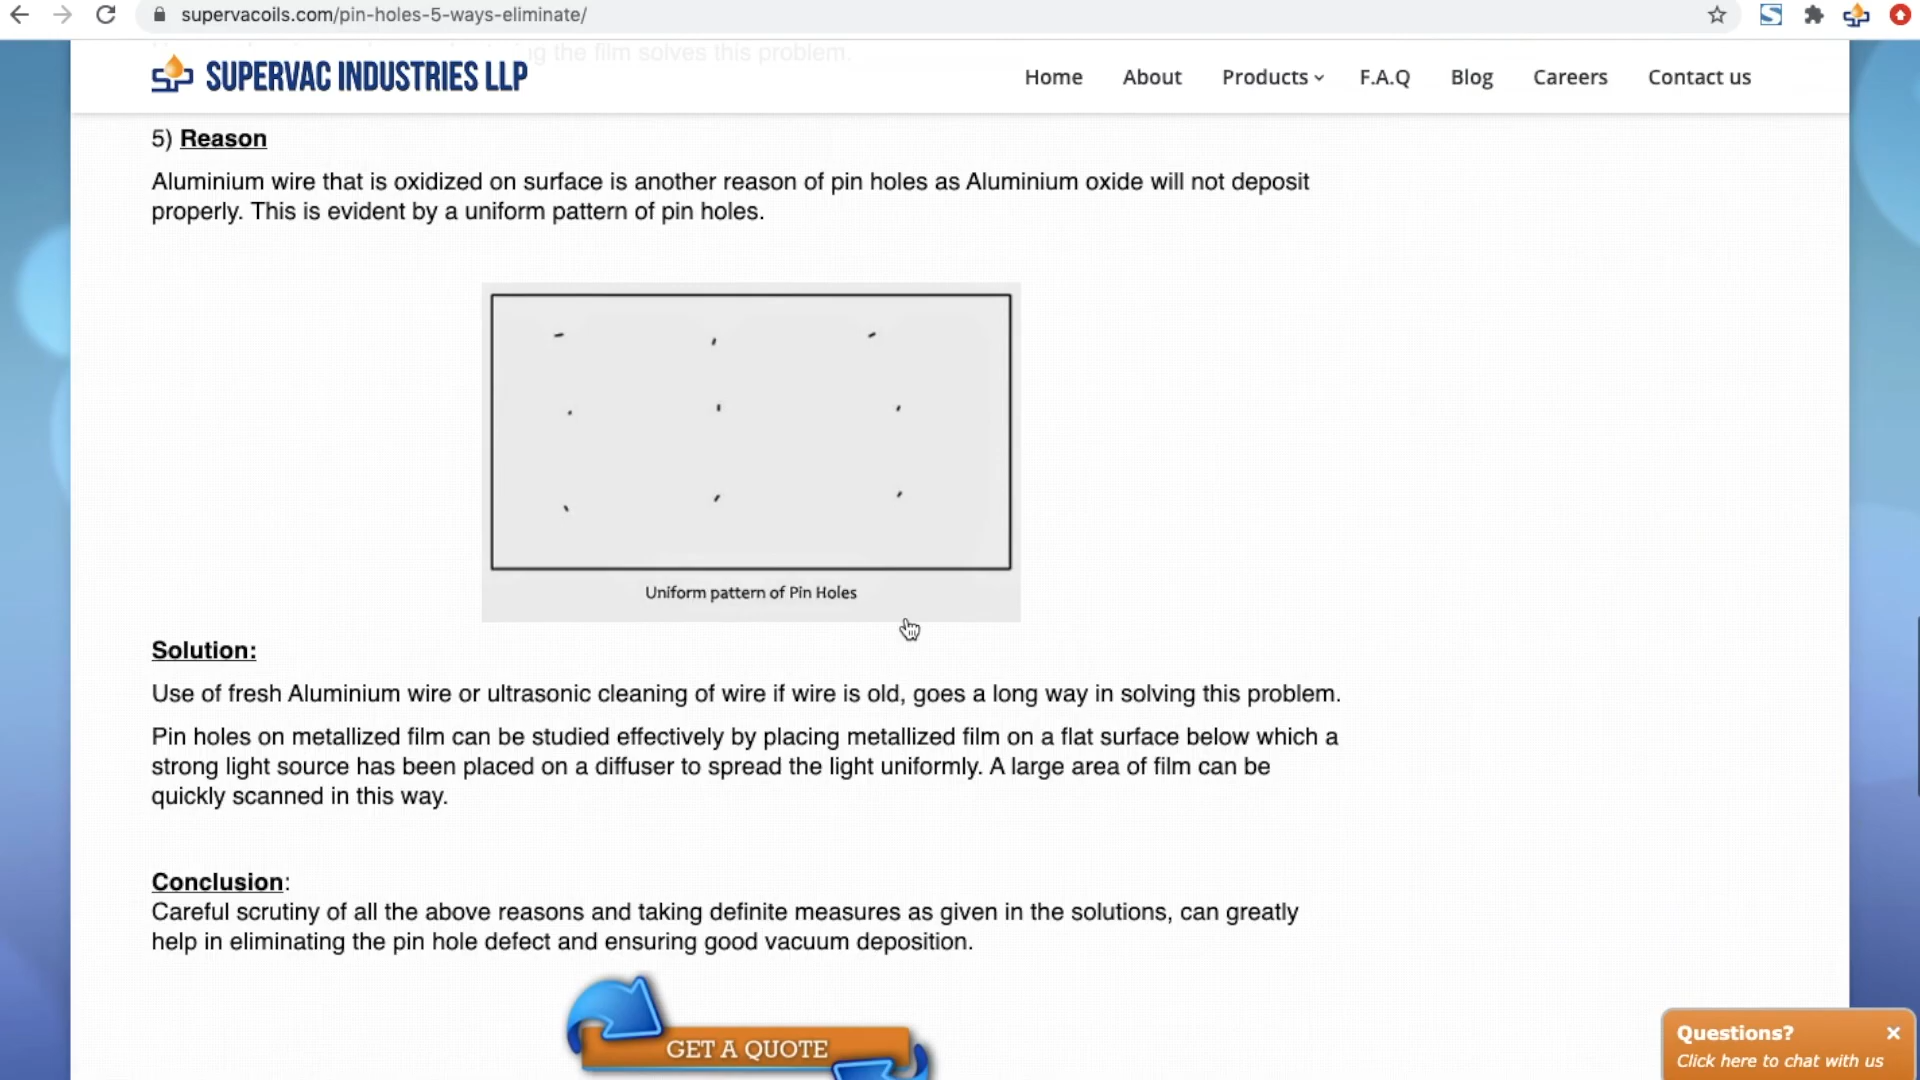 supervacoils.com/pin-holes-5-ways-eliminate/
the film solves this problem.
SUPERVAC INDUSTRIES LLP
Home About Products F.A.Q Blog Careers Contact us
5) Reason
Aluminium wire that is oxidized on surface is another reason of pin holes as Aluminium oxide will not deposit
properly. This is evident by a uniform pattern of pin holes.
Uniform pattern of Pin Holes
Solution:
Use of fresh Aluminium wire or ultrasonic cleaning of wire if wire is old, goes a long way in solving this problem.
Pin holes on metallized film can be studied effectively by placing metallized film on a flat surface below which a
strong light source has been placed on a diffuser to spread the light uniformly. A large area of film can be
quickly scanned in this way.
Conclusion:
Careful scrutiny of all the above reasons and taking definite measures as given in the solutions, can greatly
help in eliminating the pin hole defect and ensuring good vacuum deposition.
GET A QUOTE
Questions?
Click here to chat with us